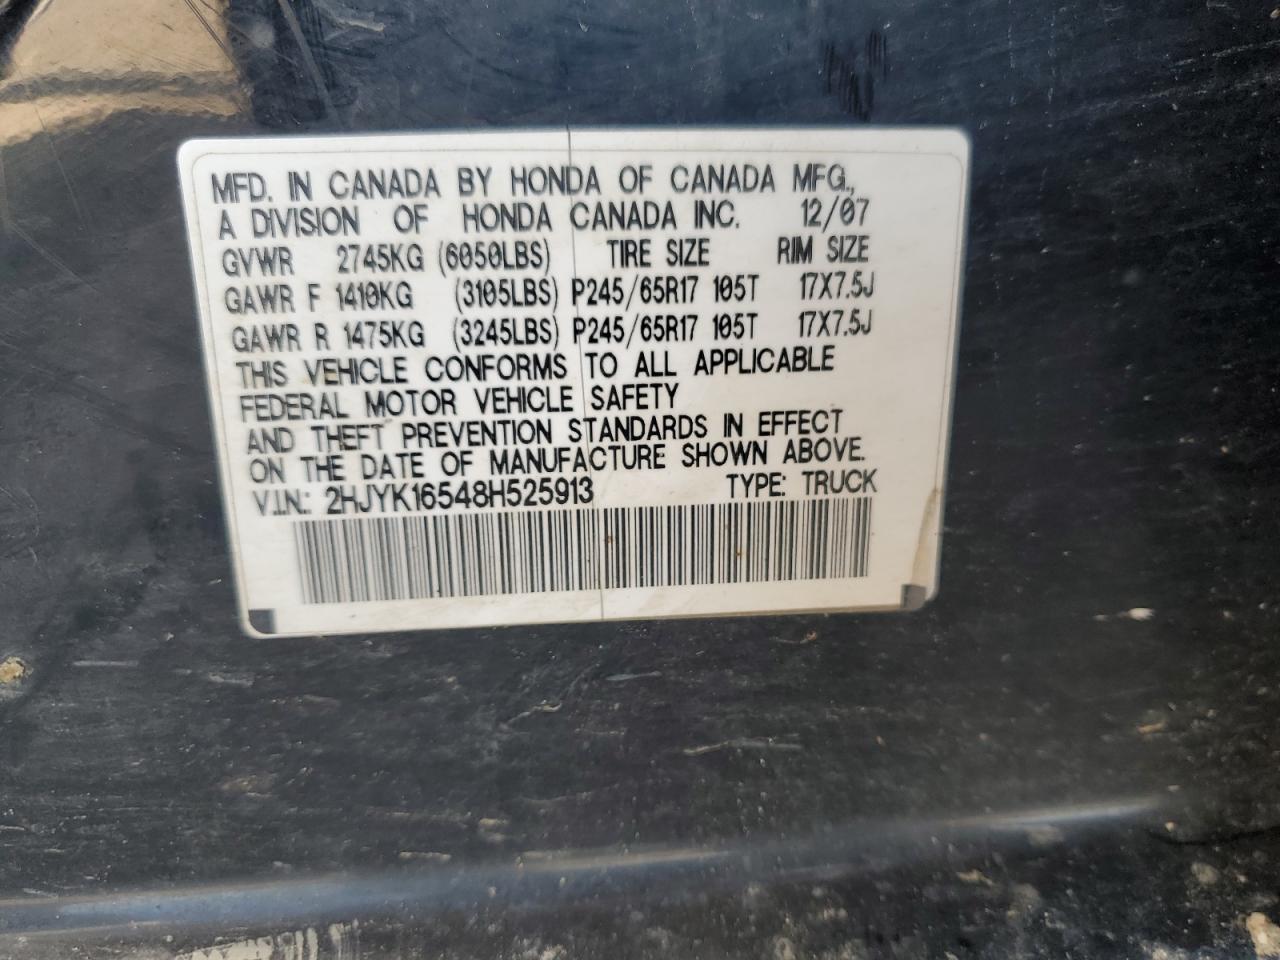 MFD. IN CANADA BY HONDA OF CANADA MFG.,
A DIVISION OF HONDA CANADA INC. 12/07
GVWR 2745KG (6050LBS) TIRE SIZE RIM SIZE
GAWR F 1410KG (3105LBS) P245/65R17 105T 17X7.5J
GAWR R 1475KG (3245LBS) P245/65R17 105T 17X7.5J
THIS VEHICLE CONFORMS TO ALL APPLICABLE
FEDERAL MOTOR VEHICLE SAFETY
AND THEFT PREVENTION STANDARDS IN EFFECT
ON THE DATE OF MANUFACTURE SHOWN ABOVE.
V.I.N.: 2HJYK16548H525913 TYPE: TRUCK